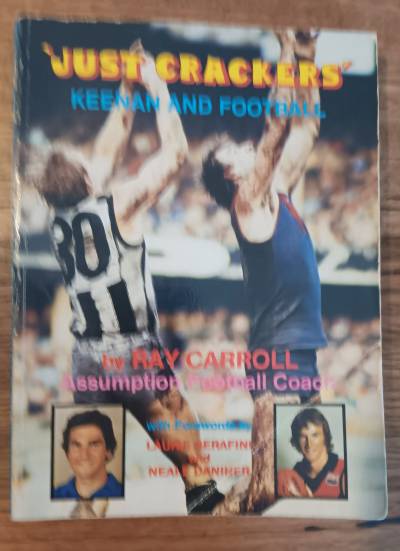 "JUST CRACKERS"
KEENAN AND FOOTBALL
30
by RAY CARROLL
Assumption Football Coach
with Forewords by
LAURIE SERAFINI
and
NEALE DANIHER